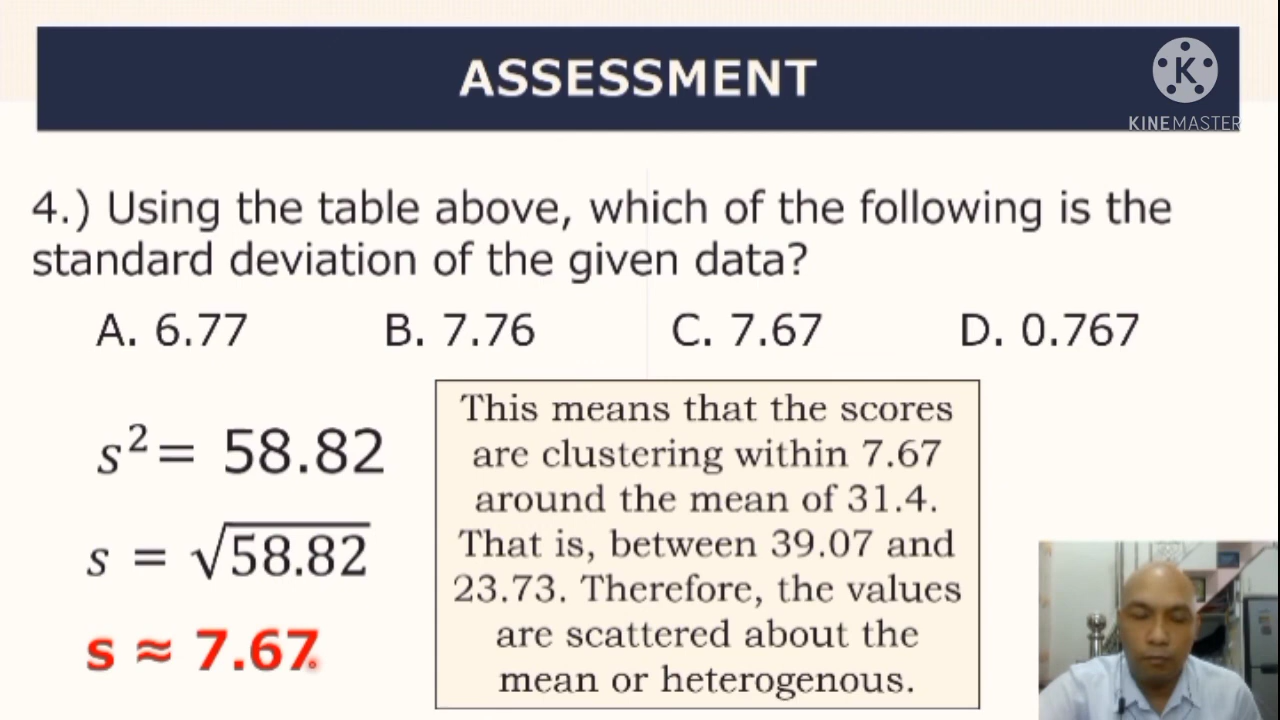 ASSESSMENT
K
KINEMASTER
4.) Using the table above, which of the following is the
standard deviation of the given data?
A. 6.77 B. 7.76 C. 7.67 D. 0.767
s²= 58.82
s = √58.82
s ≈ 7.67
This means that the scores
are clustering within 7.67
around the mean of 31.4.
That is, between 39.07 and
23.73. Therefore, the values
are scattered about the
mean or heterogenous.